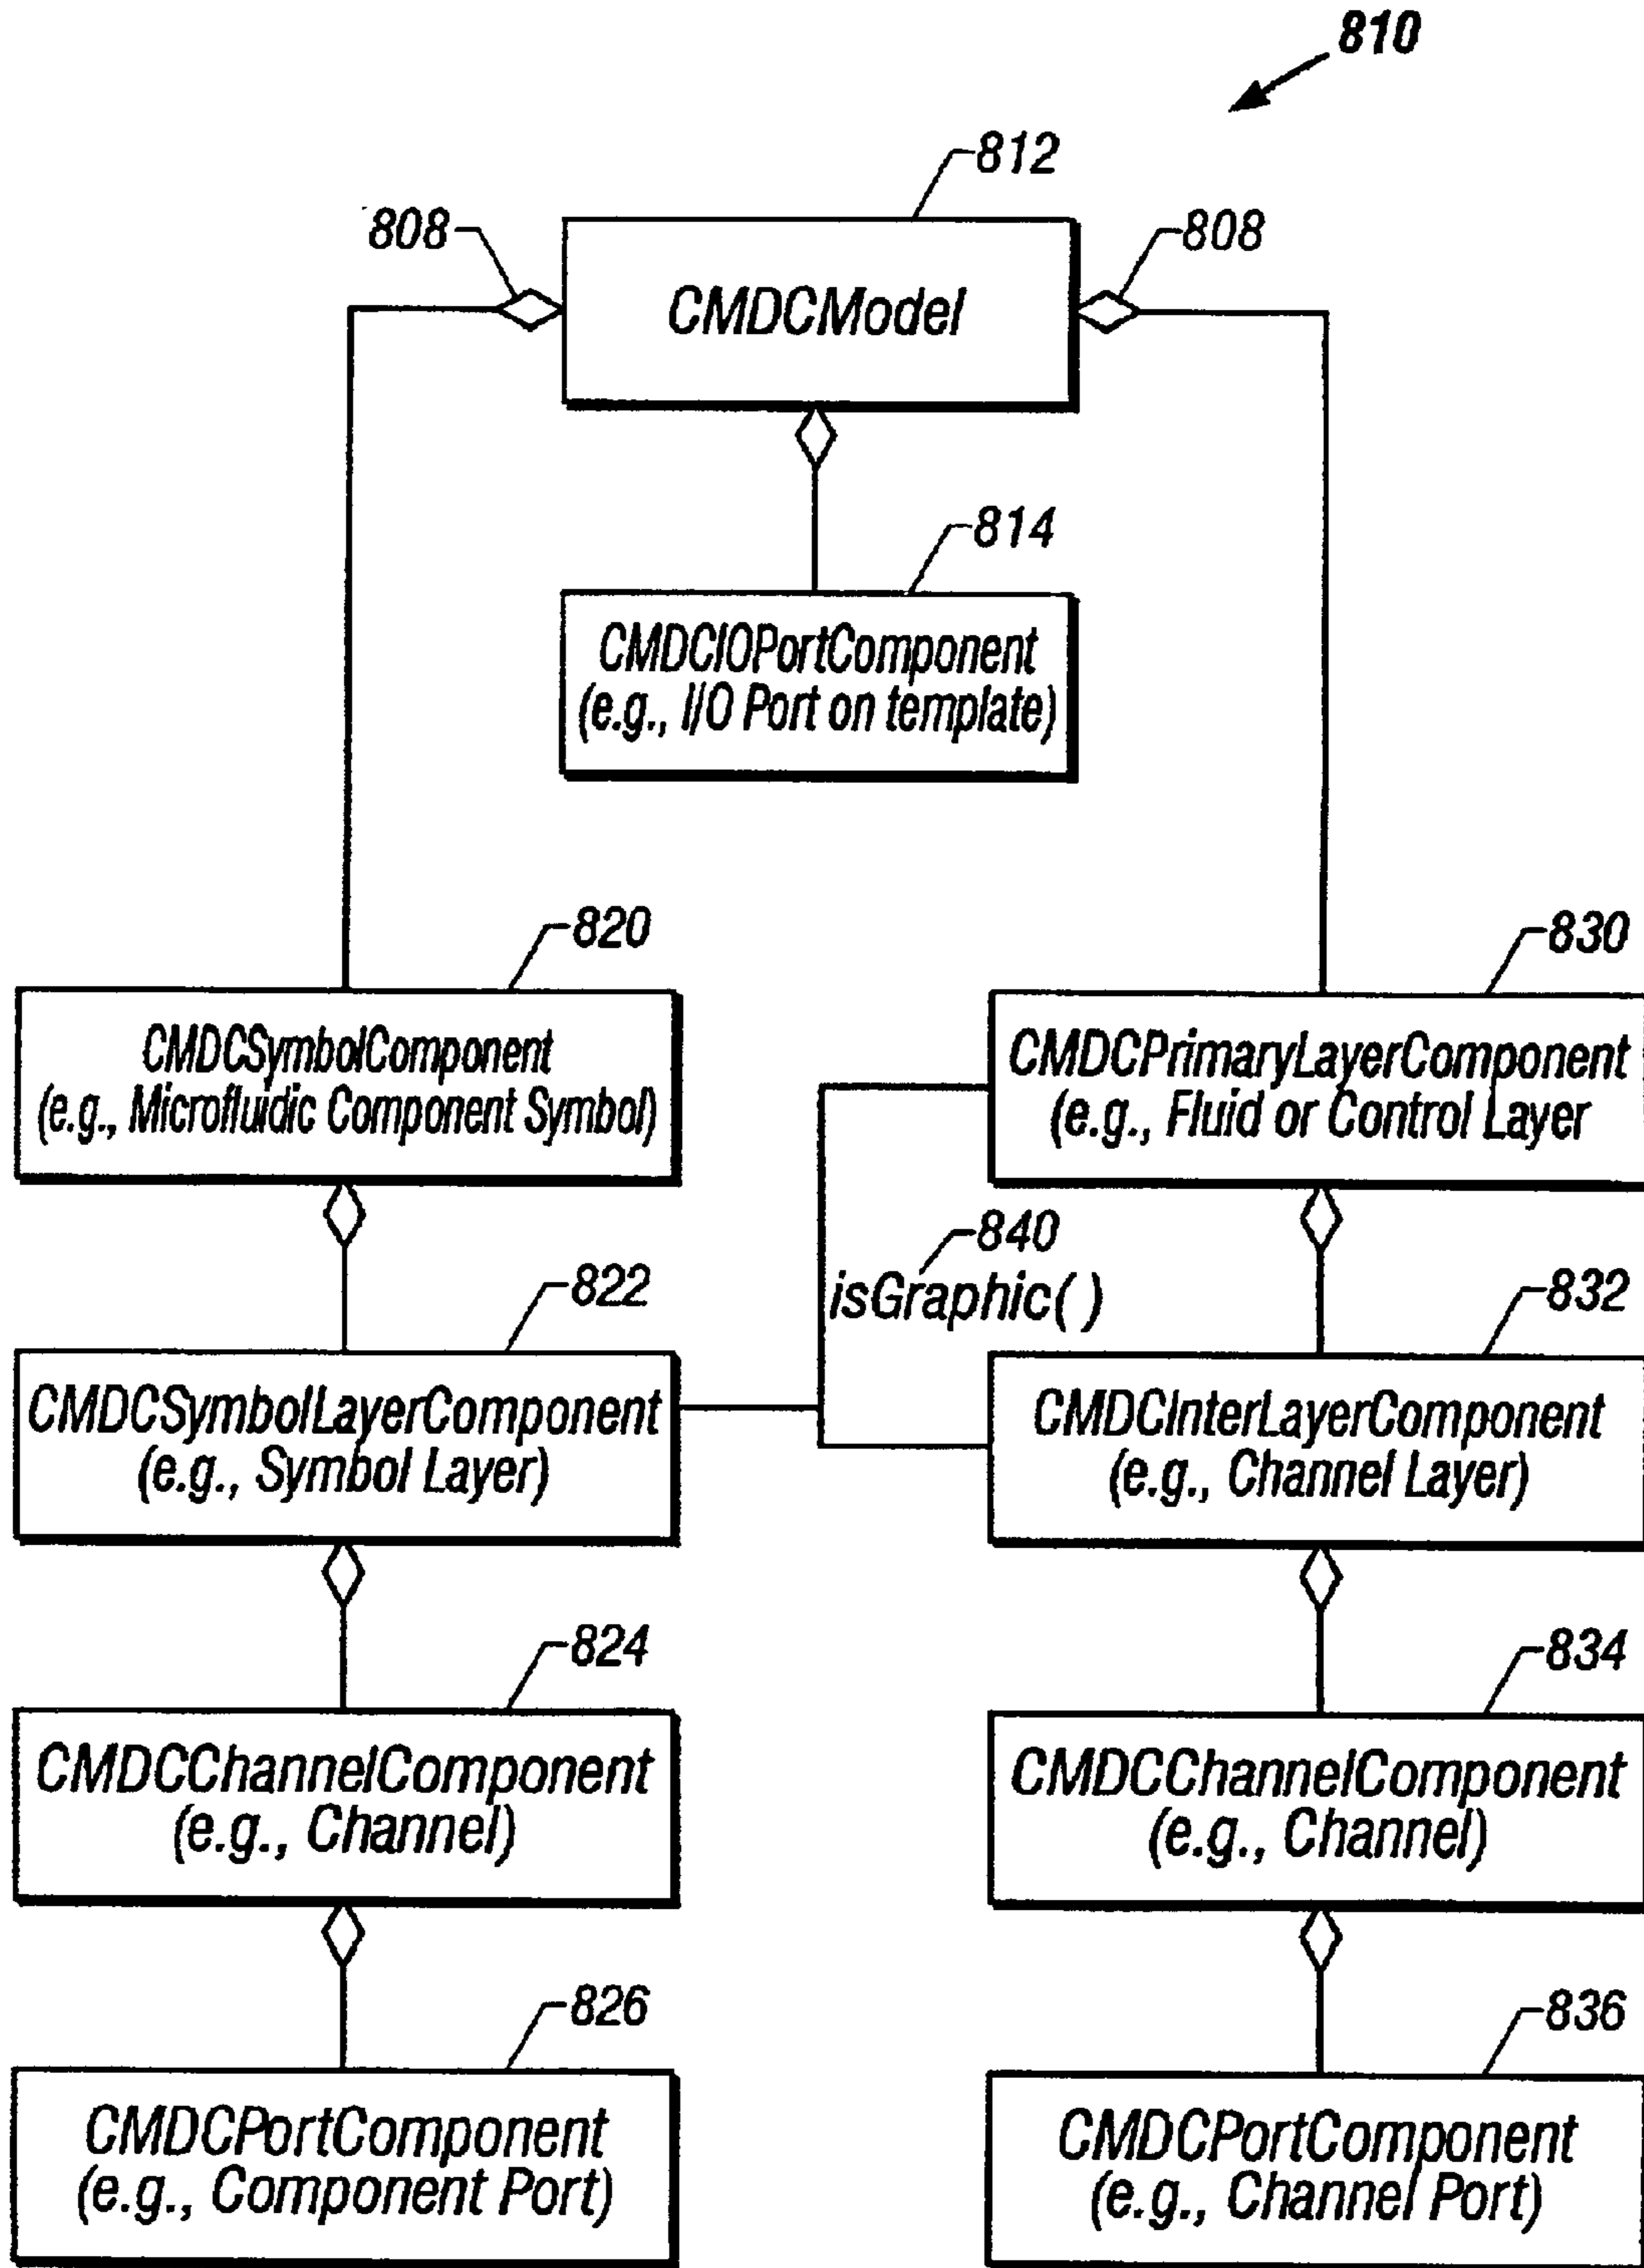 810
812
808
808
CMDCModel
814
CMDCIOPortComponent
(e.g., I/O Port on template)
820
830
CMDCSymbolComponent
(e.g., Microfluidic Component Symbol)
CMDCPrimaryLayerComponent
(e.g., Fluid or Control Layer
840
isGraphic( )
822
832
CMDCSymbolLayerComponent
(e.g., Symbol Layer)
CMDCInterLayerComponent
(e.g., Channel Layer)
824
834
CMDCChannelComponent
(e.g., Channel)
CMDCChannelComponent
(e.g., Channel)
826
836
CMDCPortComponent
(e.g., Component Port)
CMDCPortComponent
(e.g., Channel Port)